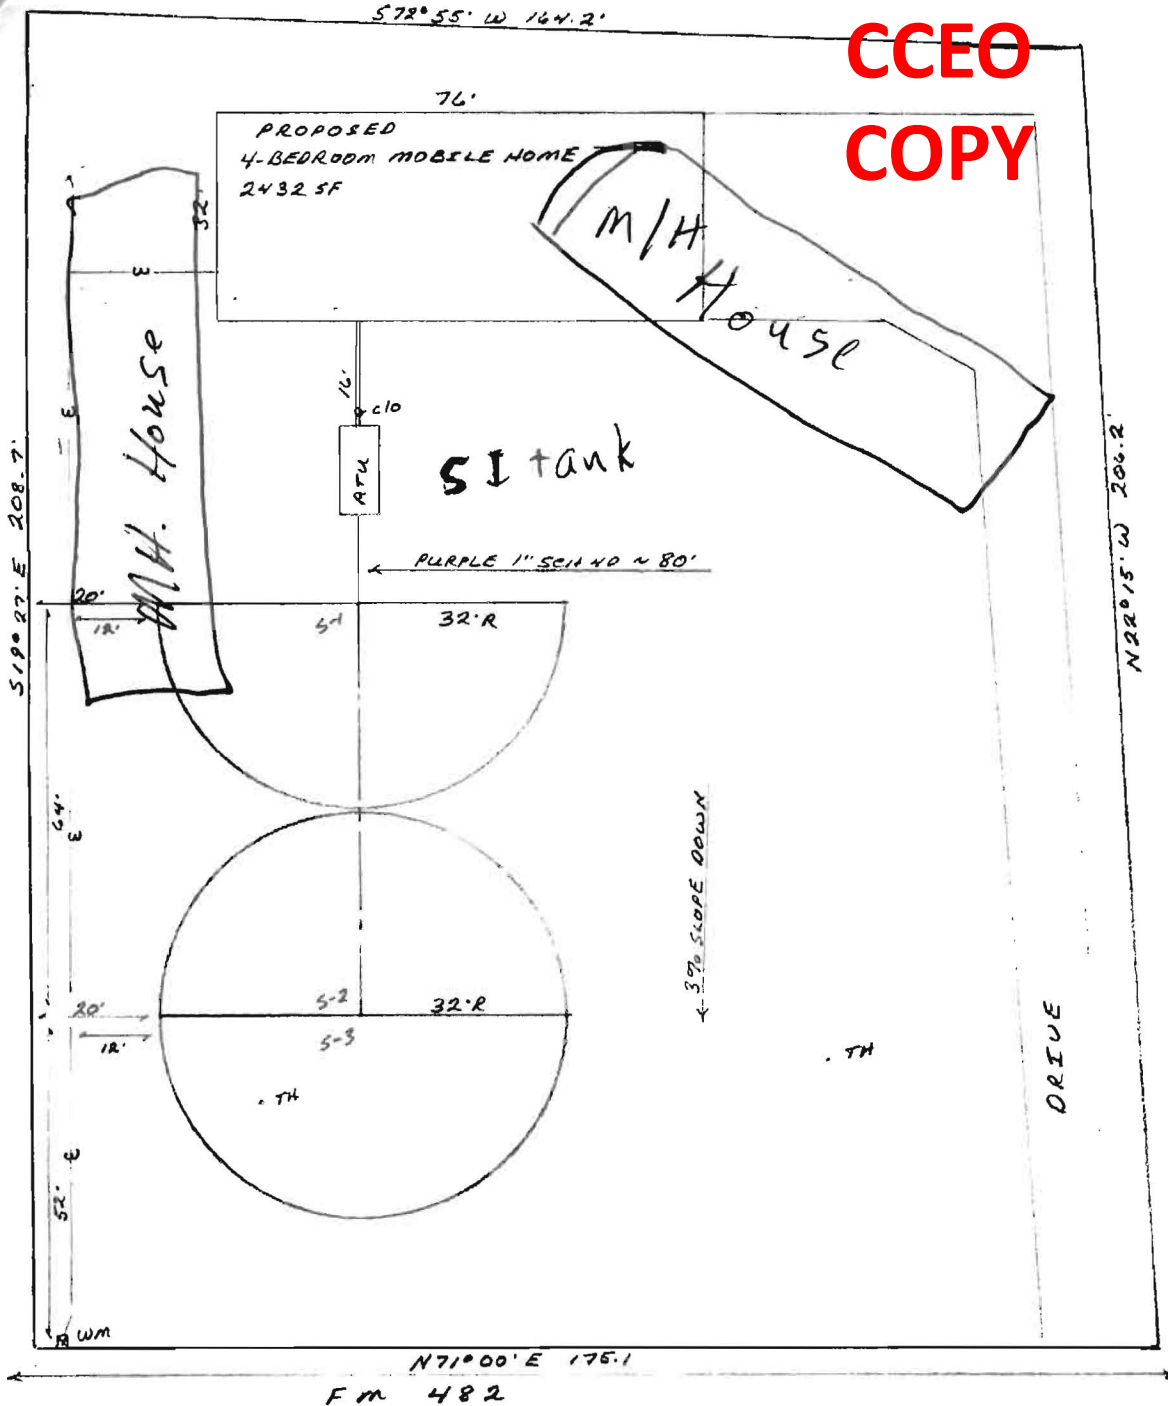 S72°55' W 164.2'
CCEO
COPY
76'
PROPOSED
4-BEDROOM MOBILE HOME
2432 SF
32'
M/H
House
E
MH. House
E
16'
c/o
ATU
SI tank
PURPLE 1" SCH 40 ~ 80'
S19°27' E 208.7'
N22°15' W 206.2'
20'
12'
S-1
32'R
64'
E
3% SLOPE DOWN
20'
12'
S-2
32'R
S-3
TH
TH
DRIVE
E
52'
WM
N71°00' E 175.1
FM 482